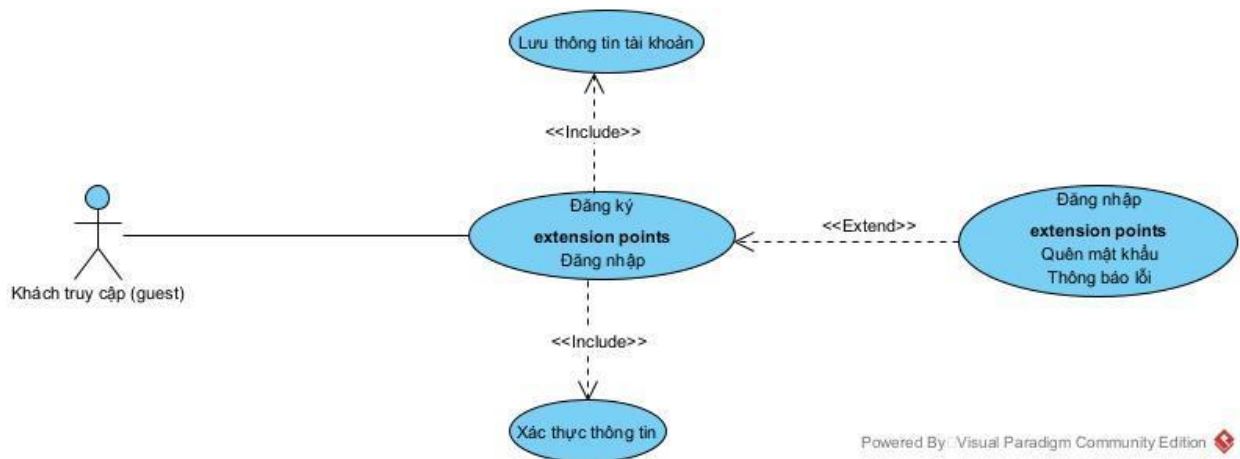 Lưu thông tin tài khoản
<<Include>>
Khách truy cập (guest)
Đăng ký
extension points
Đăng nhập
<<Extend>>
Đăng nhập
extension points
Quên mật khẩu
Thông báo lỗi
<<Include>>
Xác thực thông tin
Powered By Visual Paradigm Community Edition